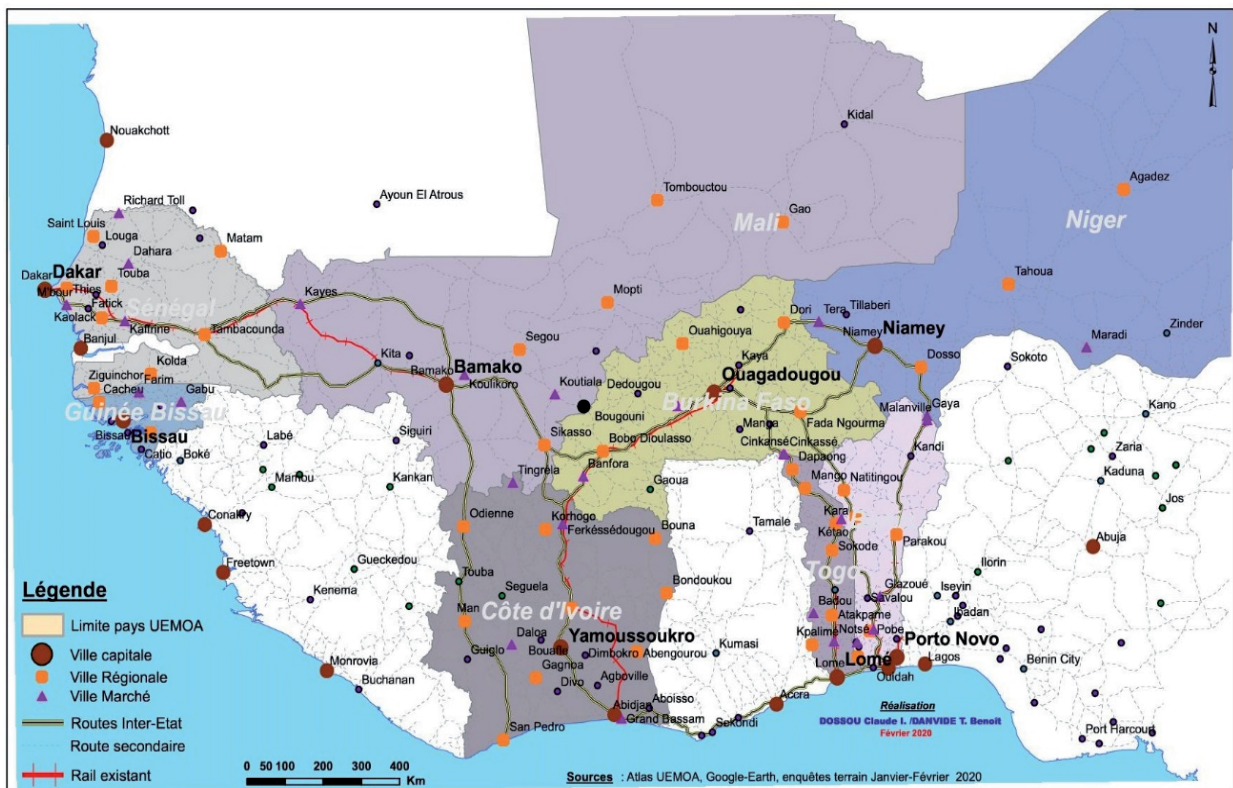 N
Nouakchott
Kidal
Ayoun El Atrous
Tombouctou
Agadez
Richard Toll
Gao
Mali
Niger
Saint Louis
Louga
Matam
Dahara
Tahoua
Dakar
Dakar
Touba
Thies
M'bour
Fatick
Sénégal
Kayes
Mopti
Tillaberi
Dori
Tera
Kaolack
Kaffrine
Tambacounda
Ouahigouya
Niamey
Niamey
Maradi
Zinder
Banjul
Segou
Kolda
Kita
Bamako
Bamako
Koulikoro
Kaya
Dosso
Sokoto
Ziguinchor
Farim
Cacheu
Gabu
Koutiala
Dedougou
Ouagadougou
Burkina Faso
Guinée Bissau
Bougouni
Malanville
Gaya
Kano
Fada Ngourma
Bissau
Bissau
Labé
Siguiri
Sikasso
Bobo Dioulasso
Manga
Cinkansé
Cinkassé
Zaria
Catio
Boké
Kandi
Kaduna
Tingréla
Banfora
Dapaong
Mango
Natitingou
Mamou
Kankan
Gaoua
Jos
Conakry
Odienne
Korhogo
Ferkéssédougou
Bouna
Tamale
Kara
Kétao
Parakou
Abuja
Freetown
Gueckedou
Sokode
Togo
Touba
Seguela
Bondoukou
Glazoué
Ilorin
Kenema
Iseyin
Savalou
Côte d'Ivoire
Man
Badou
Atakpame
Ibadan
Daloa
Yamoussoukro
Kpalimé
Notsé
Pobe
Porto Novo
Guiglo
Bouafle
Dimbokro
Abengourou
Kumasi
Monrovia
Gagnoa
Lome
Lomé
Lagos
Benin City
Buchanan
Divo
Agboville
Ouidah
Aboisso
Accra
Abidjan
Grand Bassam
Sekondi
San Pedro
Port Harcourt
Légende
Limite pays UEMOA
Ville capitale
Ville Régionale
Ville Marché
Routes Inter-Etat
Route secondaire
Rail existant
0 50 100 200 300 400
Km
Réalisation
DOSSOU Claude I. /DANVIDE T. Benoit
Février 2020
Sources : Atlas UEMOA, Google-Earth, enquêtes terrain Janvier-Février 2020